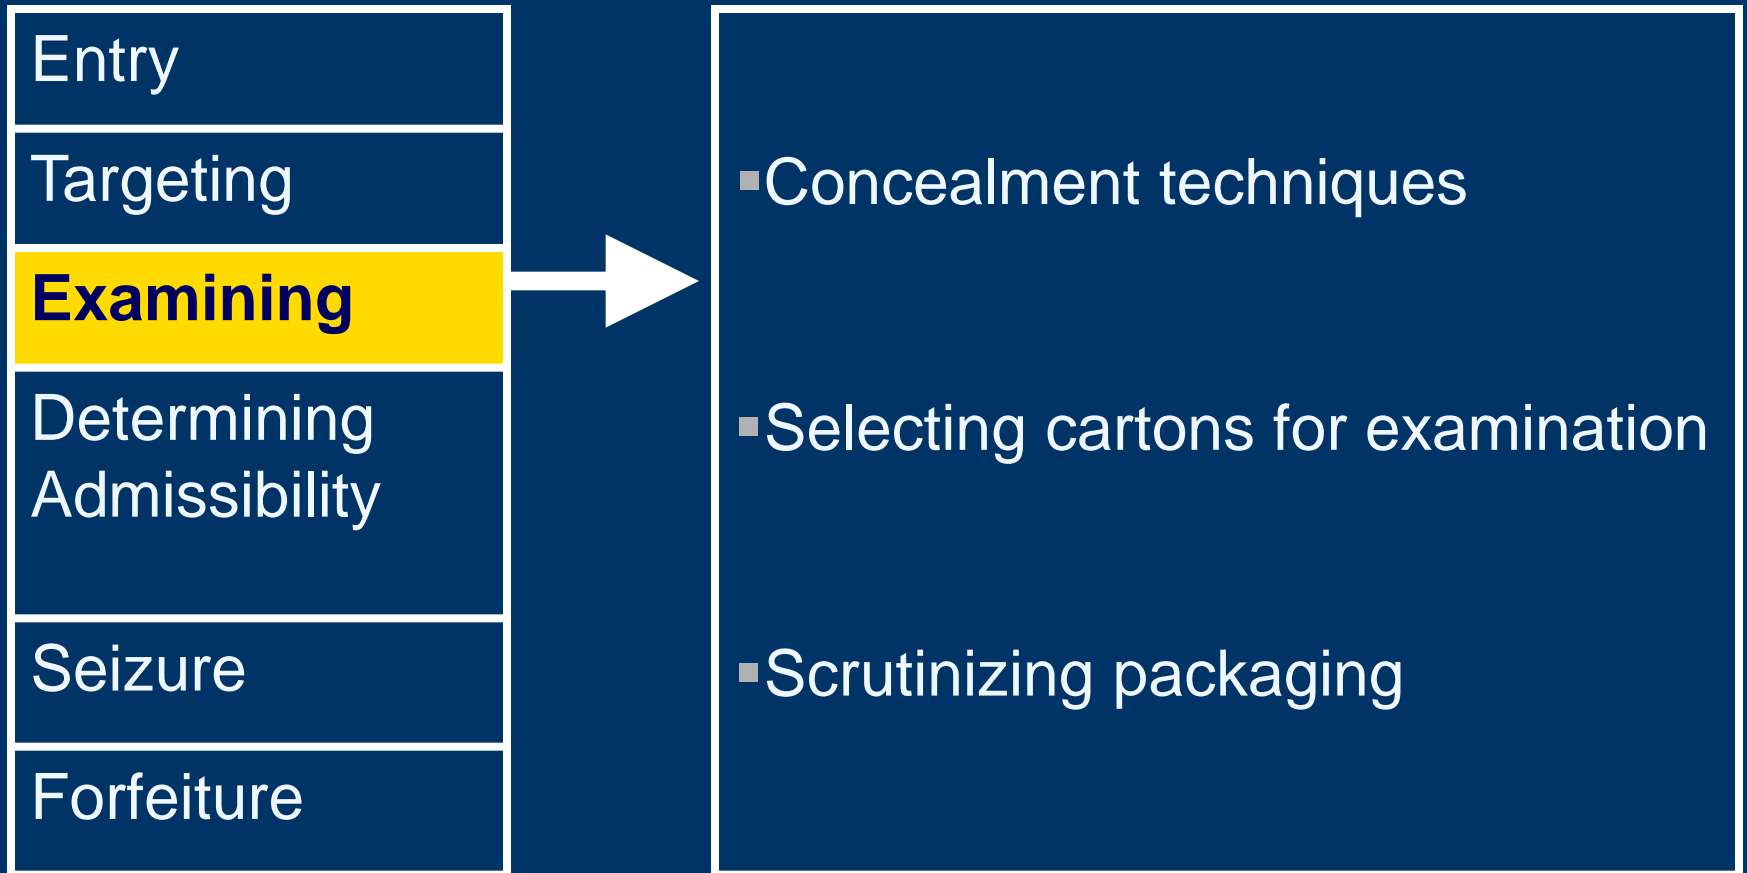 Entry
Targeting
Examining
Determining
Admissibility
Seizure
Forfeiture
▪Concealment techniques
▪Selecting cartons for examination
▪Scrutinizing packaging